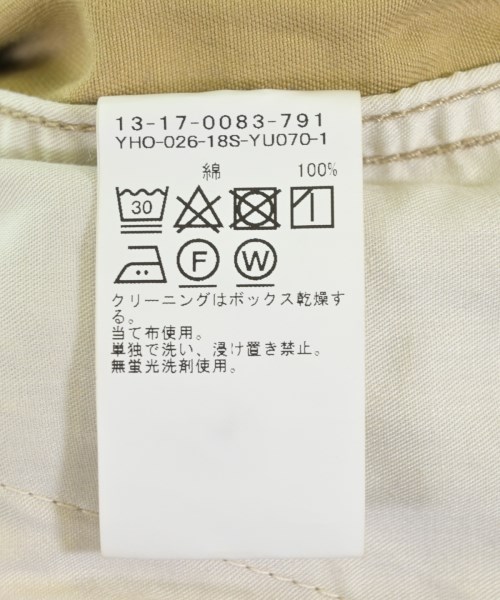 13-17-0083-791
YHO-026-18S-YU070-1
綿 100%
30
F W
クリーニングはボックス乾燥す
る。
当て布使用。
単独で洗い、浸け置き禁止。
無蛍光洗剤使用。